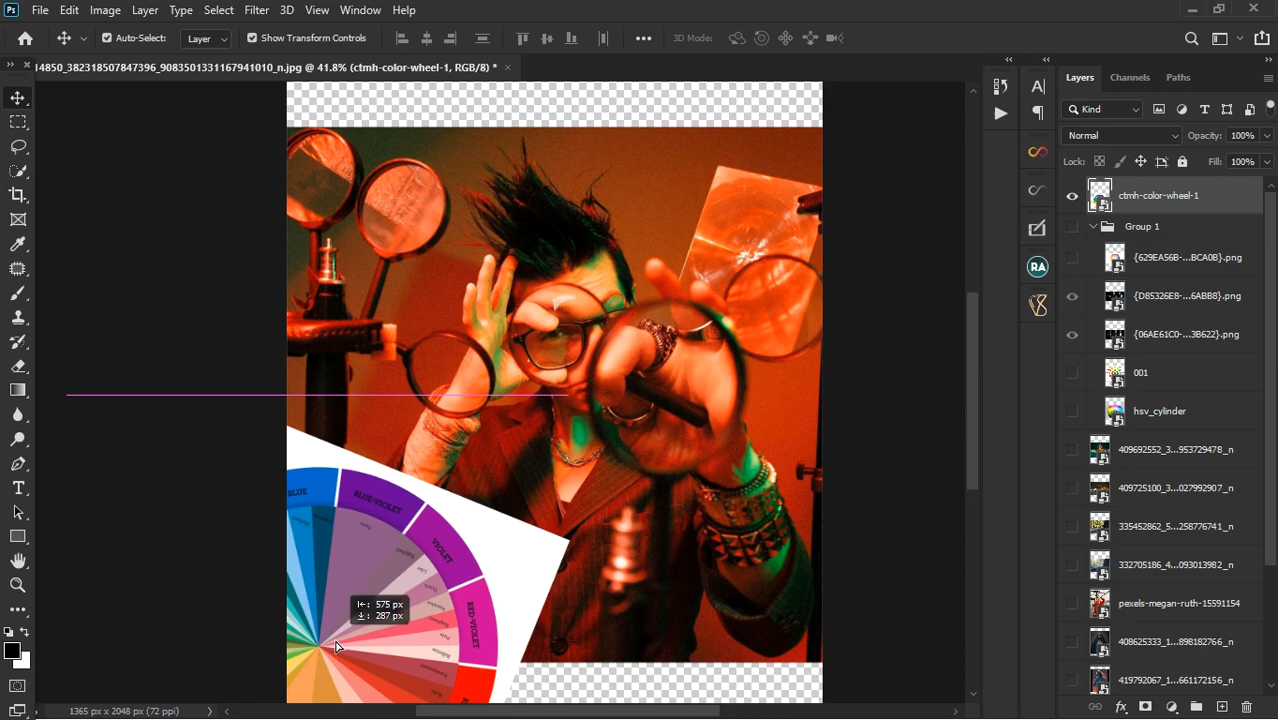 Ps File Edit Image Layer Type Select Filter 3D View Window Help
Auto-Select: Layer Show Transform Controls 3D Mode:
l4850_382318507847396_9083501331167941010_n.jpg @ 41.8% (ctmh-color-wheel-1, RGB/8) *
Layers Channels Paths
Kind
Normal Opacity: 100%
Lock: Fill: 100%
ctmh-color-wheel-1
Group 1
{629EA56B-...BCA0B}.png
{D85326E8-...6ABB8}.png
{06AE61C0-...3B622}.png
001
hsv_cylinder
409692552_3...953729478_n
409725100_3...027992907_n
335452862_5...258776741_n
332705186_4...093013982_n
pexels-megan-ruth-15591154
408625333_1...898182766_n
419792067_1...661172156_n
RA
BLUE
BLUE-VIOLET
VIOLET
RED-VIOLET
575 px
287 px
1365 px x 2048 px (72 ppi)